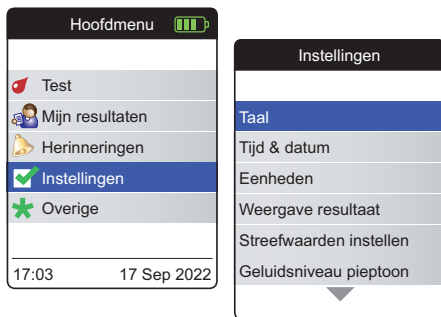 Hoofdmenu
Test
Mijn resultaten
Herinneringen
Instellingen
Overige
17:03 17 Sep 2022
Instellingen
Taal
Tijd & datum
Eenheden
Weergave resultaat
Streefwaarden instellen
Geluidsniveau pieptoon